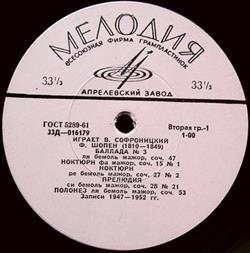 МЕЛОДИЯ
ВСЕСОЮЗНАЯ ФИРМА ГРАМПЛАСТИНОК
33⅓ 33⅓
АПРЕЛЕВСКИЙ ЗАВОД
ГОСТ 5289-61 Вторая гр.-1
33Д—016179 1-00
ИГРАЕТ В. СОФРОНИЦКИЙ
Ф. ШОПЕН (1810—1849)
БАЛЛАДА № 3
ля бемоль мажор, соч. 47
НОКТЮРН фа мажор, соч. 15 № 1
НОКТЮРН
ре бемоль мажор, соч. 27 № 2
ПРЕЛЮДИЯ
си бемоль мажор, соч. 28 № 21
ПОЛОНЕЗ ля бемоль мажор, соч. 53
Записи 1947—1952 гг.